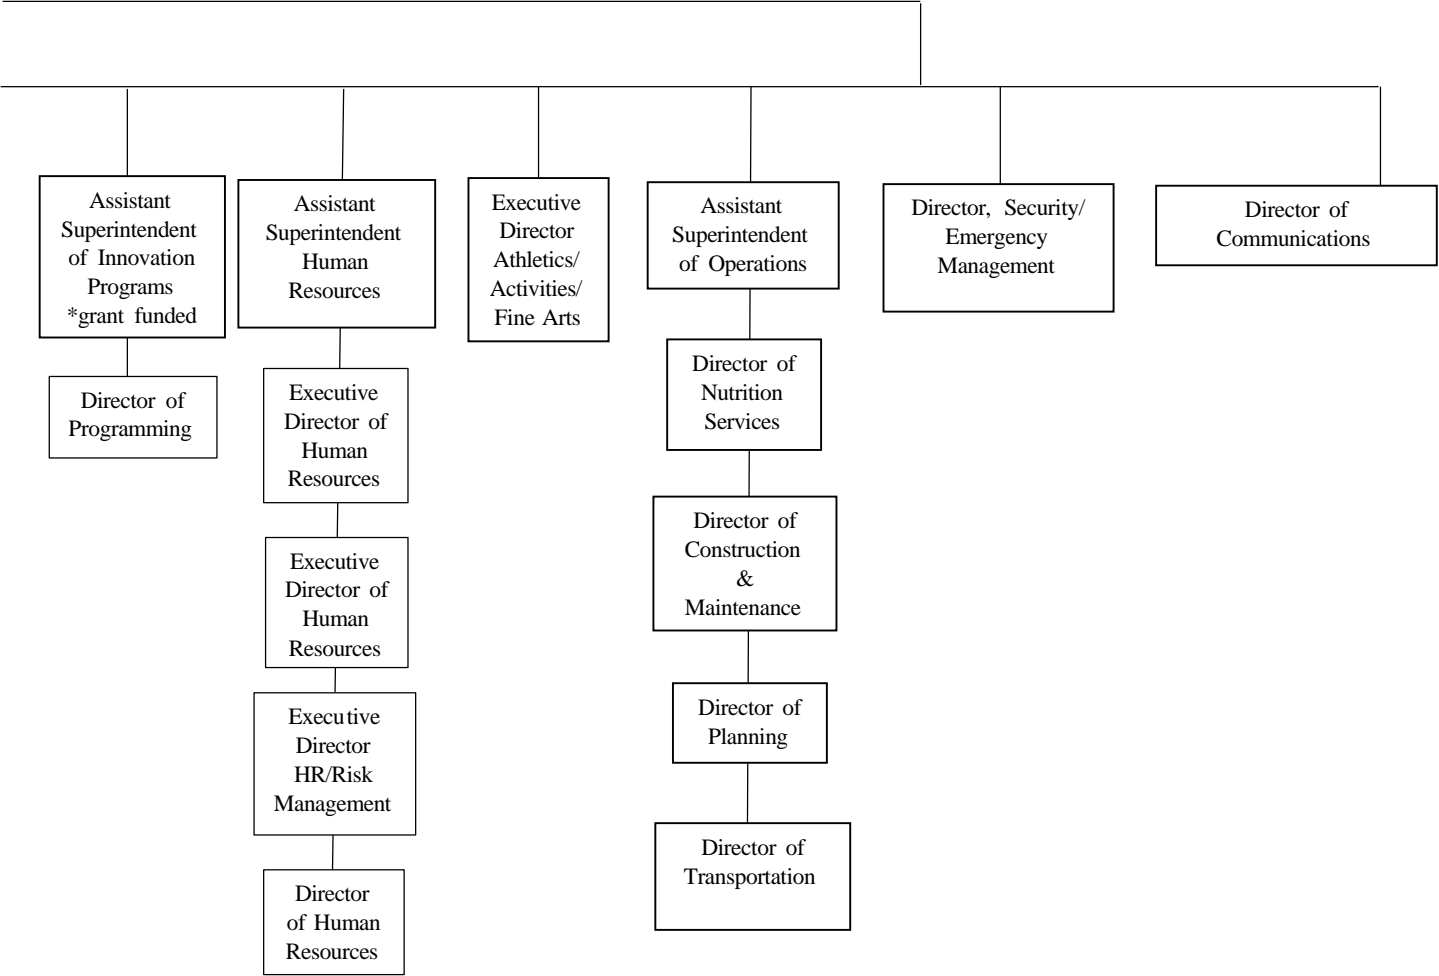 Assistant
Superintendent
of Innovation
Programs
*grant funded
Director of
Programming
Assistant
Superintendent
Human
Resources
Executive
Director of
Human
Resources
Executive
Director of
Human
Resources
Executive
Director
HR/Risk
Management
Director
of Human
Resources
Executive
Director
Athletics/
Activities/
Fine Arts
Assistant
Superintendent
of Operations
Director of
Nutrition
Services
Director of
Construction
&
Maintenance
Director of
Planning
Director of
Transportation
Director, Security/
Emergency
Management
Director of
Communications